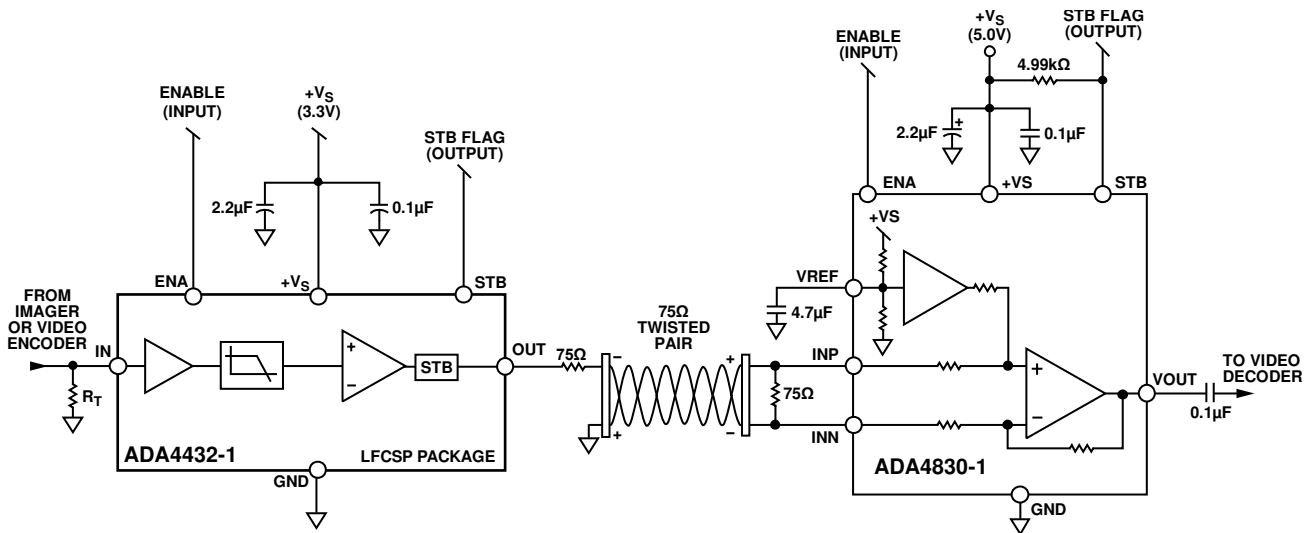 ENABLE
(INPUT)
+VS
(3.3V)
STB FLAG
(OUTPUT)
2.2µF
0.1µF
ENA
+VS
STB
FROM
IMAGER
OR VIDEO
ENCODER
IN
RT
STB
OUT
75Ω
ADA4432-1
LFCSP PACKAGE
GND
75Ω
TWISTED
PAIR
–
+
+
–
+
–
ENABLE
(INPUT)
+VS
(5.0V)
STB FLAG
(OUTPUT)
4.99kΩ
2.2µF
+
0.1µF
ENA
+VS
STB
+VS
VREF
4.7µF
INP
75Ω
INN
+
–
VOUT
TO VIDEO
DECODER
0.1µF
ADA4830-1
GND